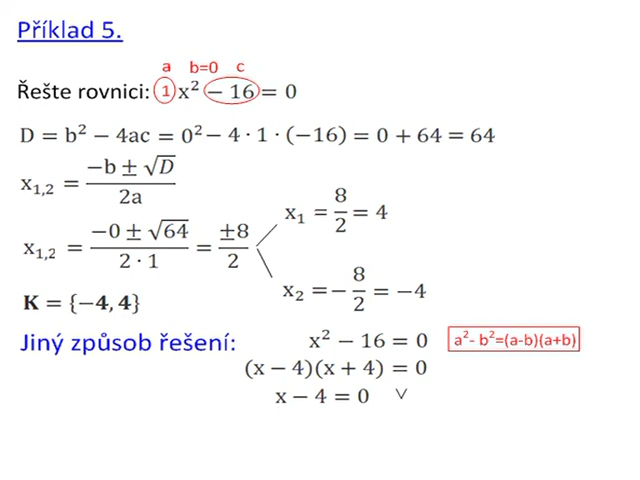 Příklad 5.
a b=0 c
Řešte rovnici: 1 x² − 16 = 0
D = b² − 4ac = 0² − 4 · 1 · (−16) = 0 + 64 = 64
x₁,₂ = (−b ± √D) / 2a
x₁,₂ = (−0 ± √64) / (2 · 1) = ±8 / 2
x₁ = 8/2 = 4
x₂ = − 8/2 = −4
K = {−4, 4}
Jiný způsob řešení: x² − 16 = 0 a²- b²=(a-b)(a+b)
(x − 4)(x + 4) = 0
x − 4 = 0 ∨